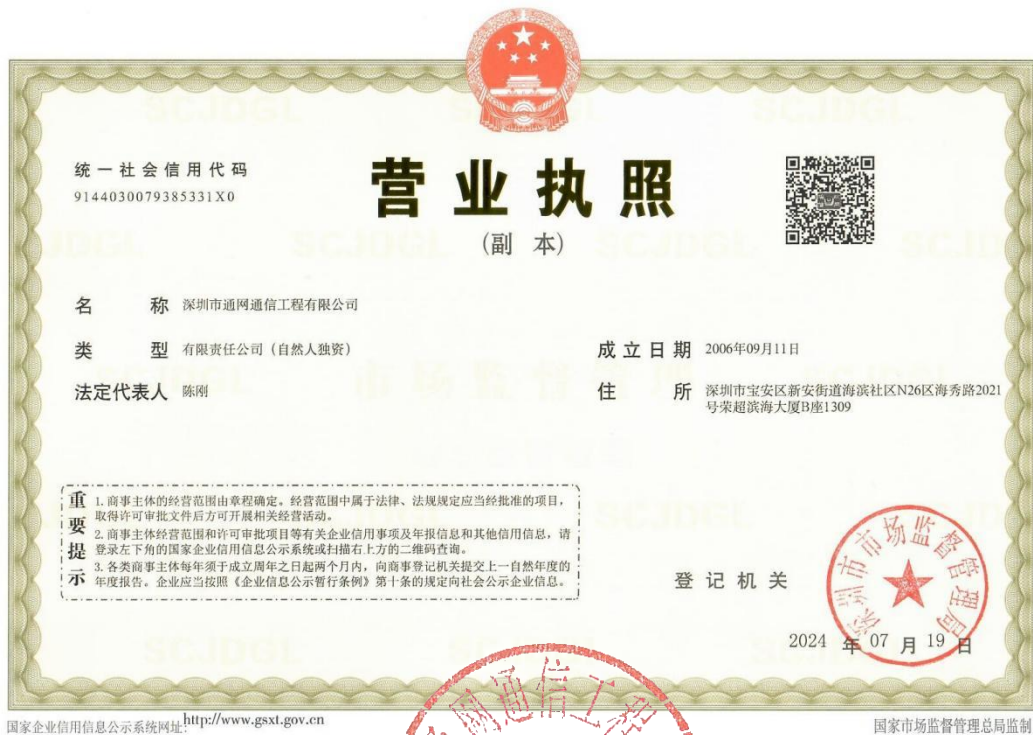 统一社会信用代码
9144030079385331X0
营业执照
(副 本)
名 称 深圳市通网通信工程有限公司
类 型 有限责任公司（自然人独资）
成立日期 2006年09月11日
法定代表人 陈刚
住 所 深圳市宝安区新安街道海滨社区N26区海秀路2021
号荣超滨海大厦B座1309
重要提示
1. 商事主体的经营范围由章程确定。经营范围中属于法律、法规规定应当经批准的项目，
取得许可审批文件后方可开展相关经营活动。
2. 商事主体经营范围和许可审批项目等有关企业信用事项及年报信息和其他信用信息，请
登录左下角的国家企业信用信息公示系统或扫描右上方的二维码查询。
3. 各类商事主体每年须于成立周年之日起两个月内，向商事登记机关提交上一自然年度的
年度报告。企业应当按照《企业信息公示暂行条例》第十条的规定向社会公示企业信息。
登记机关
深圳市市场监督管理局
2024 年 07 月 19 日
网通信工
国家企业信用信息公示系统网址: http://www.gsxt.gov.cn
国家市场监督管理总局监制
SCJDGL
市场监督管理